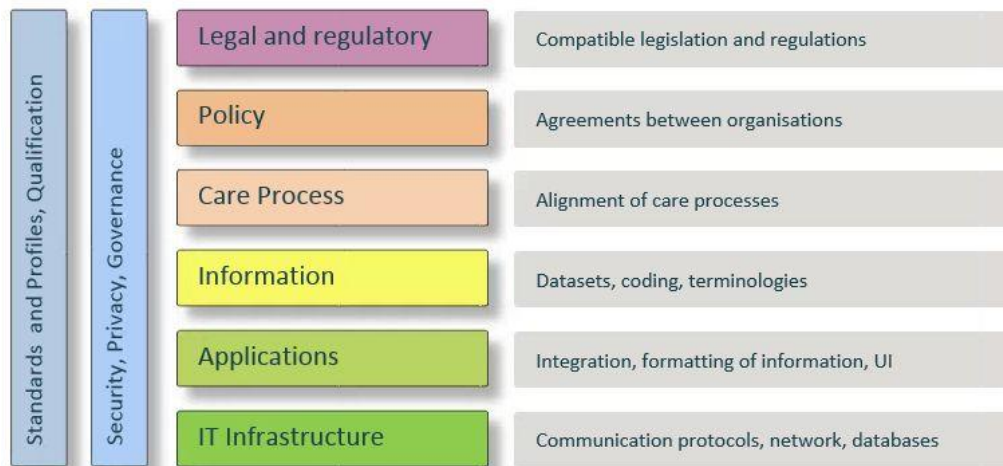 Standards and Profiles, Qualification
Security, Privacy, Governance
Legal and regulatory
Compatible legislation and regulations
Policy
Agreements between organisations
Care Process
Alignment of care processes
Information
Datasets, coding, terminologies
Applications
Integration, formatting of information, UI
IT Infrastructure
Communication protocols, network, databases